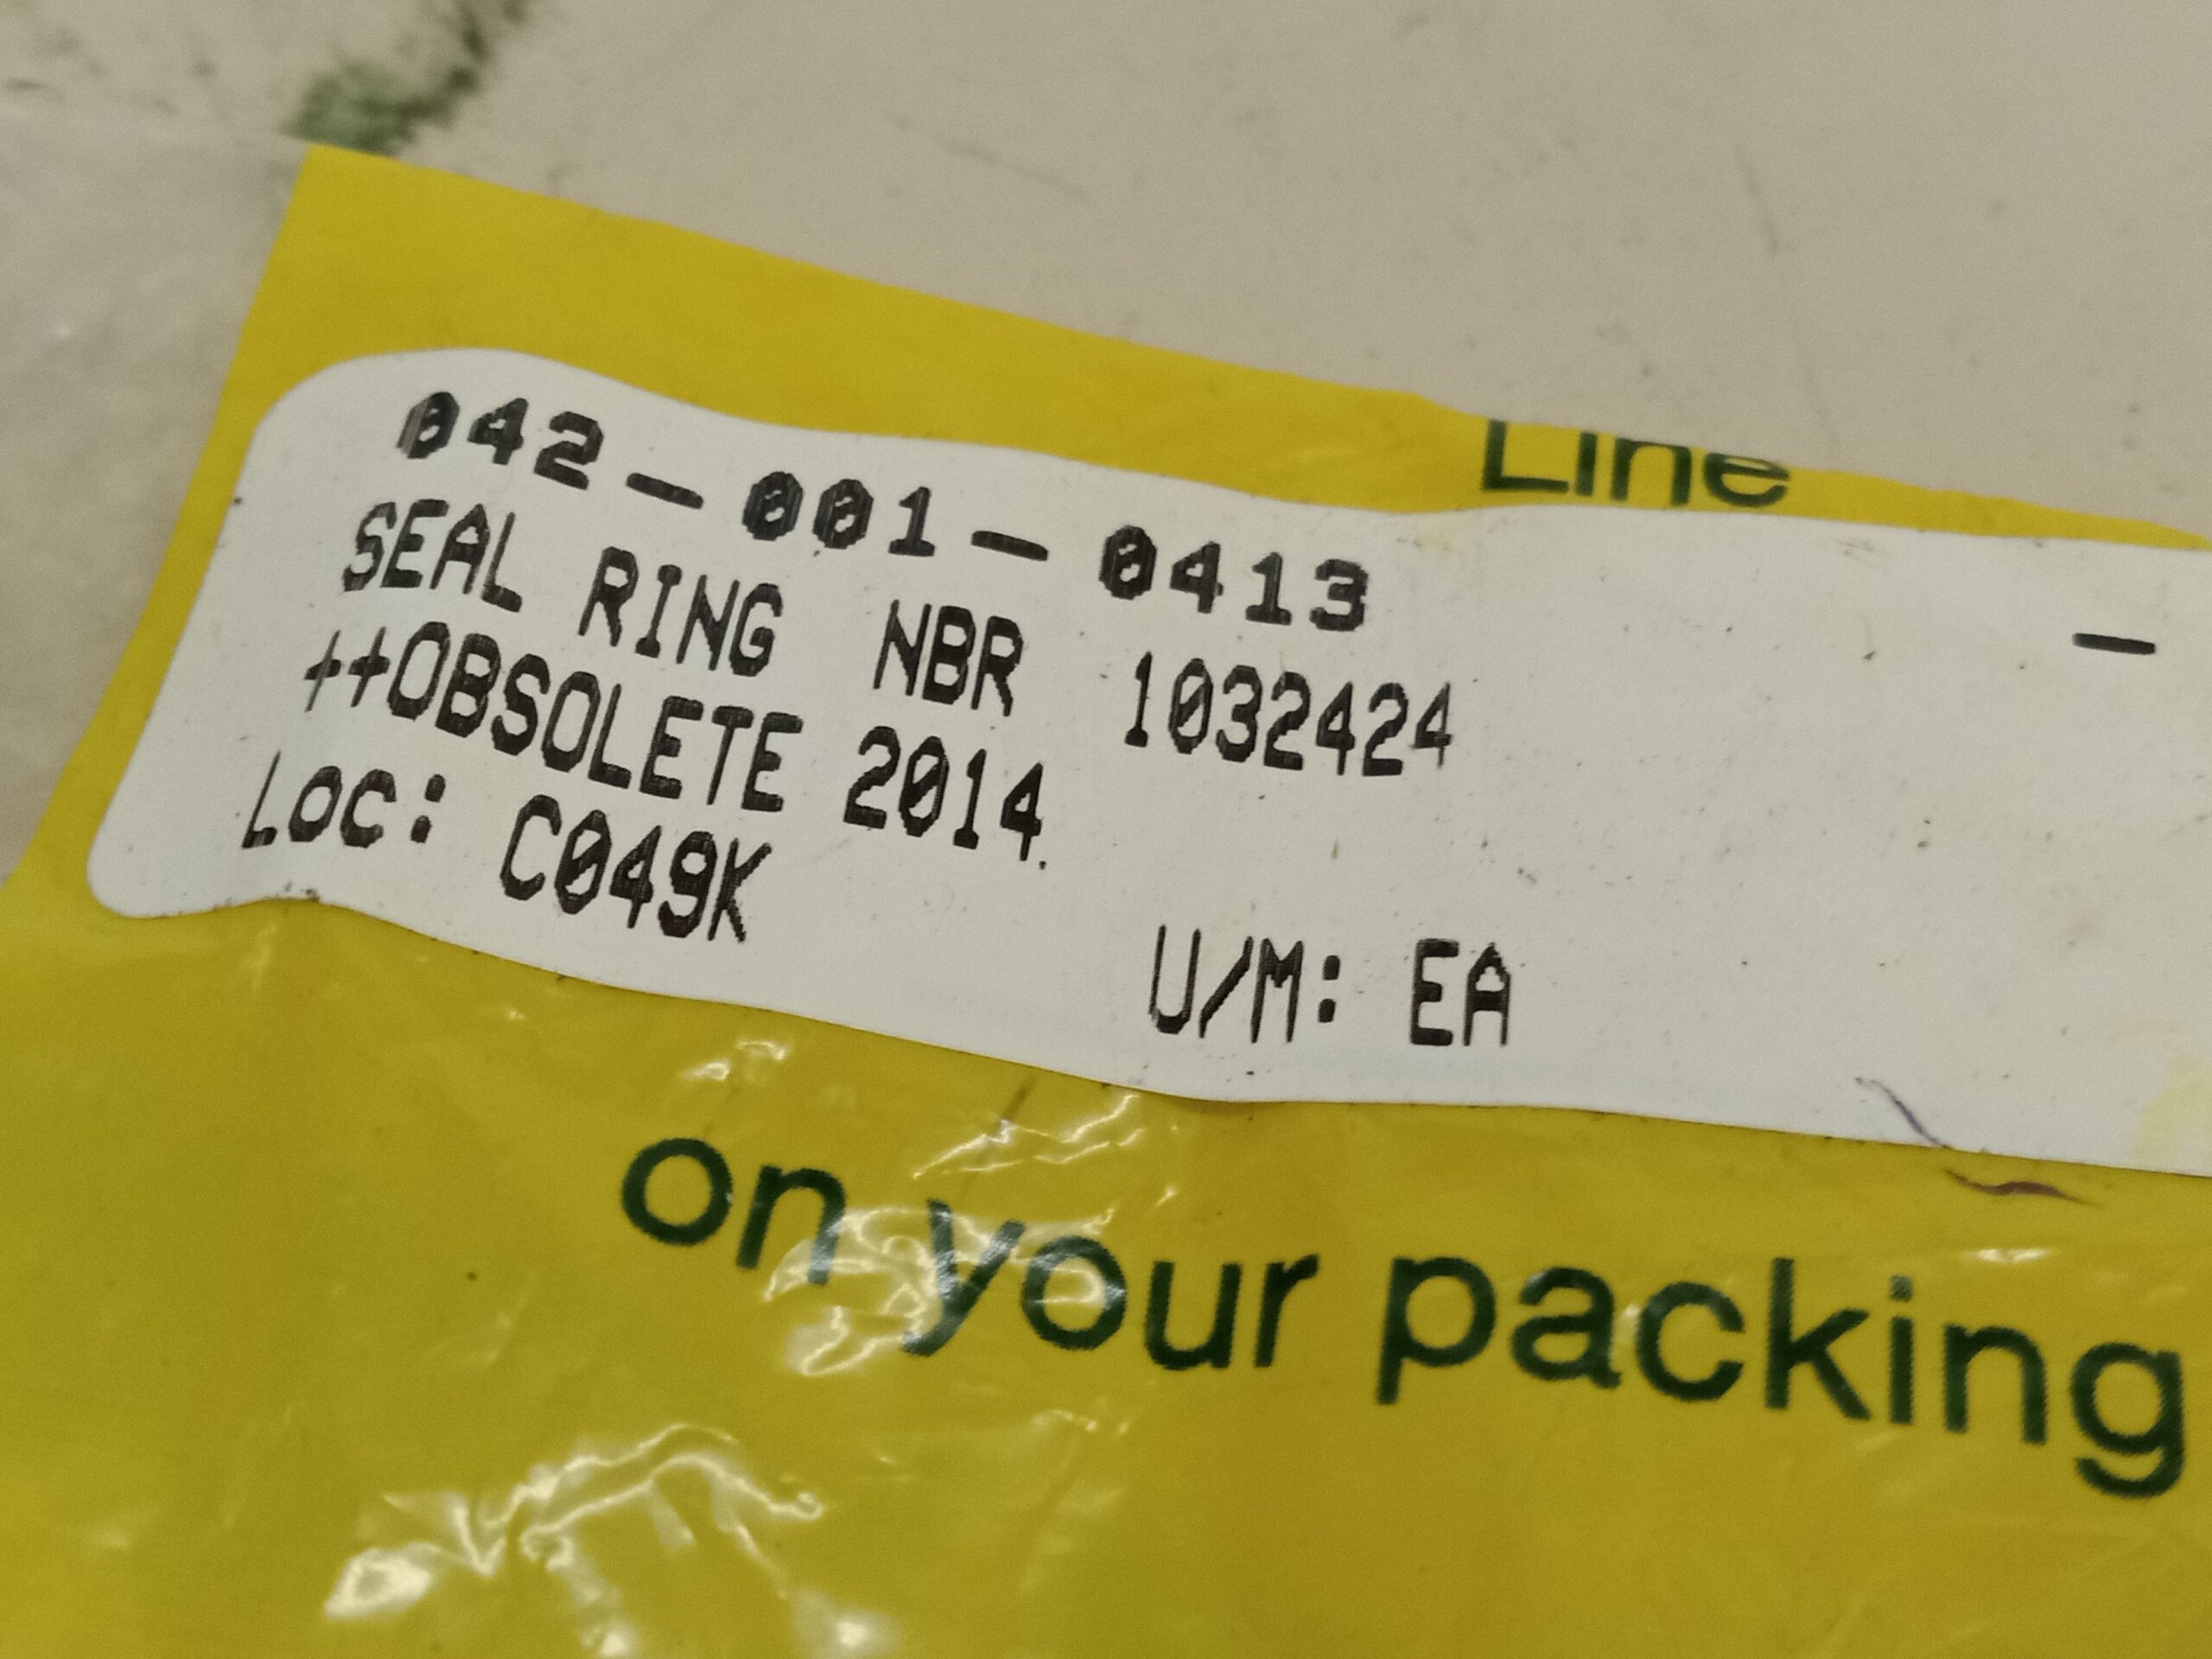 Line
042-001-0413 -
SEAL RING NBR 1032424
++OBSOLETE 2014.
Loc: C049K
U/M: EA
on your packing